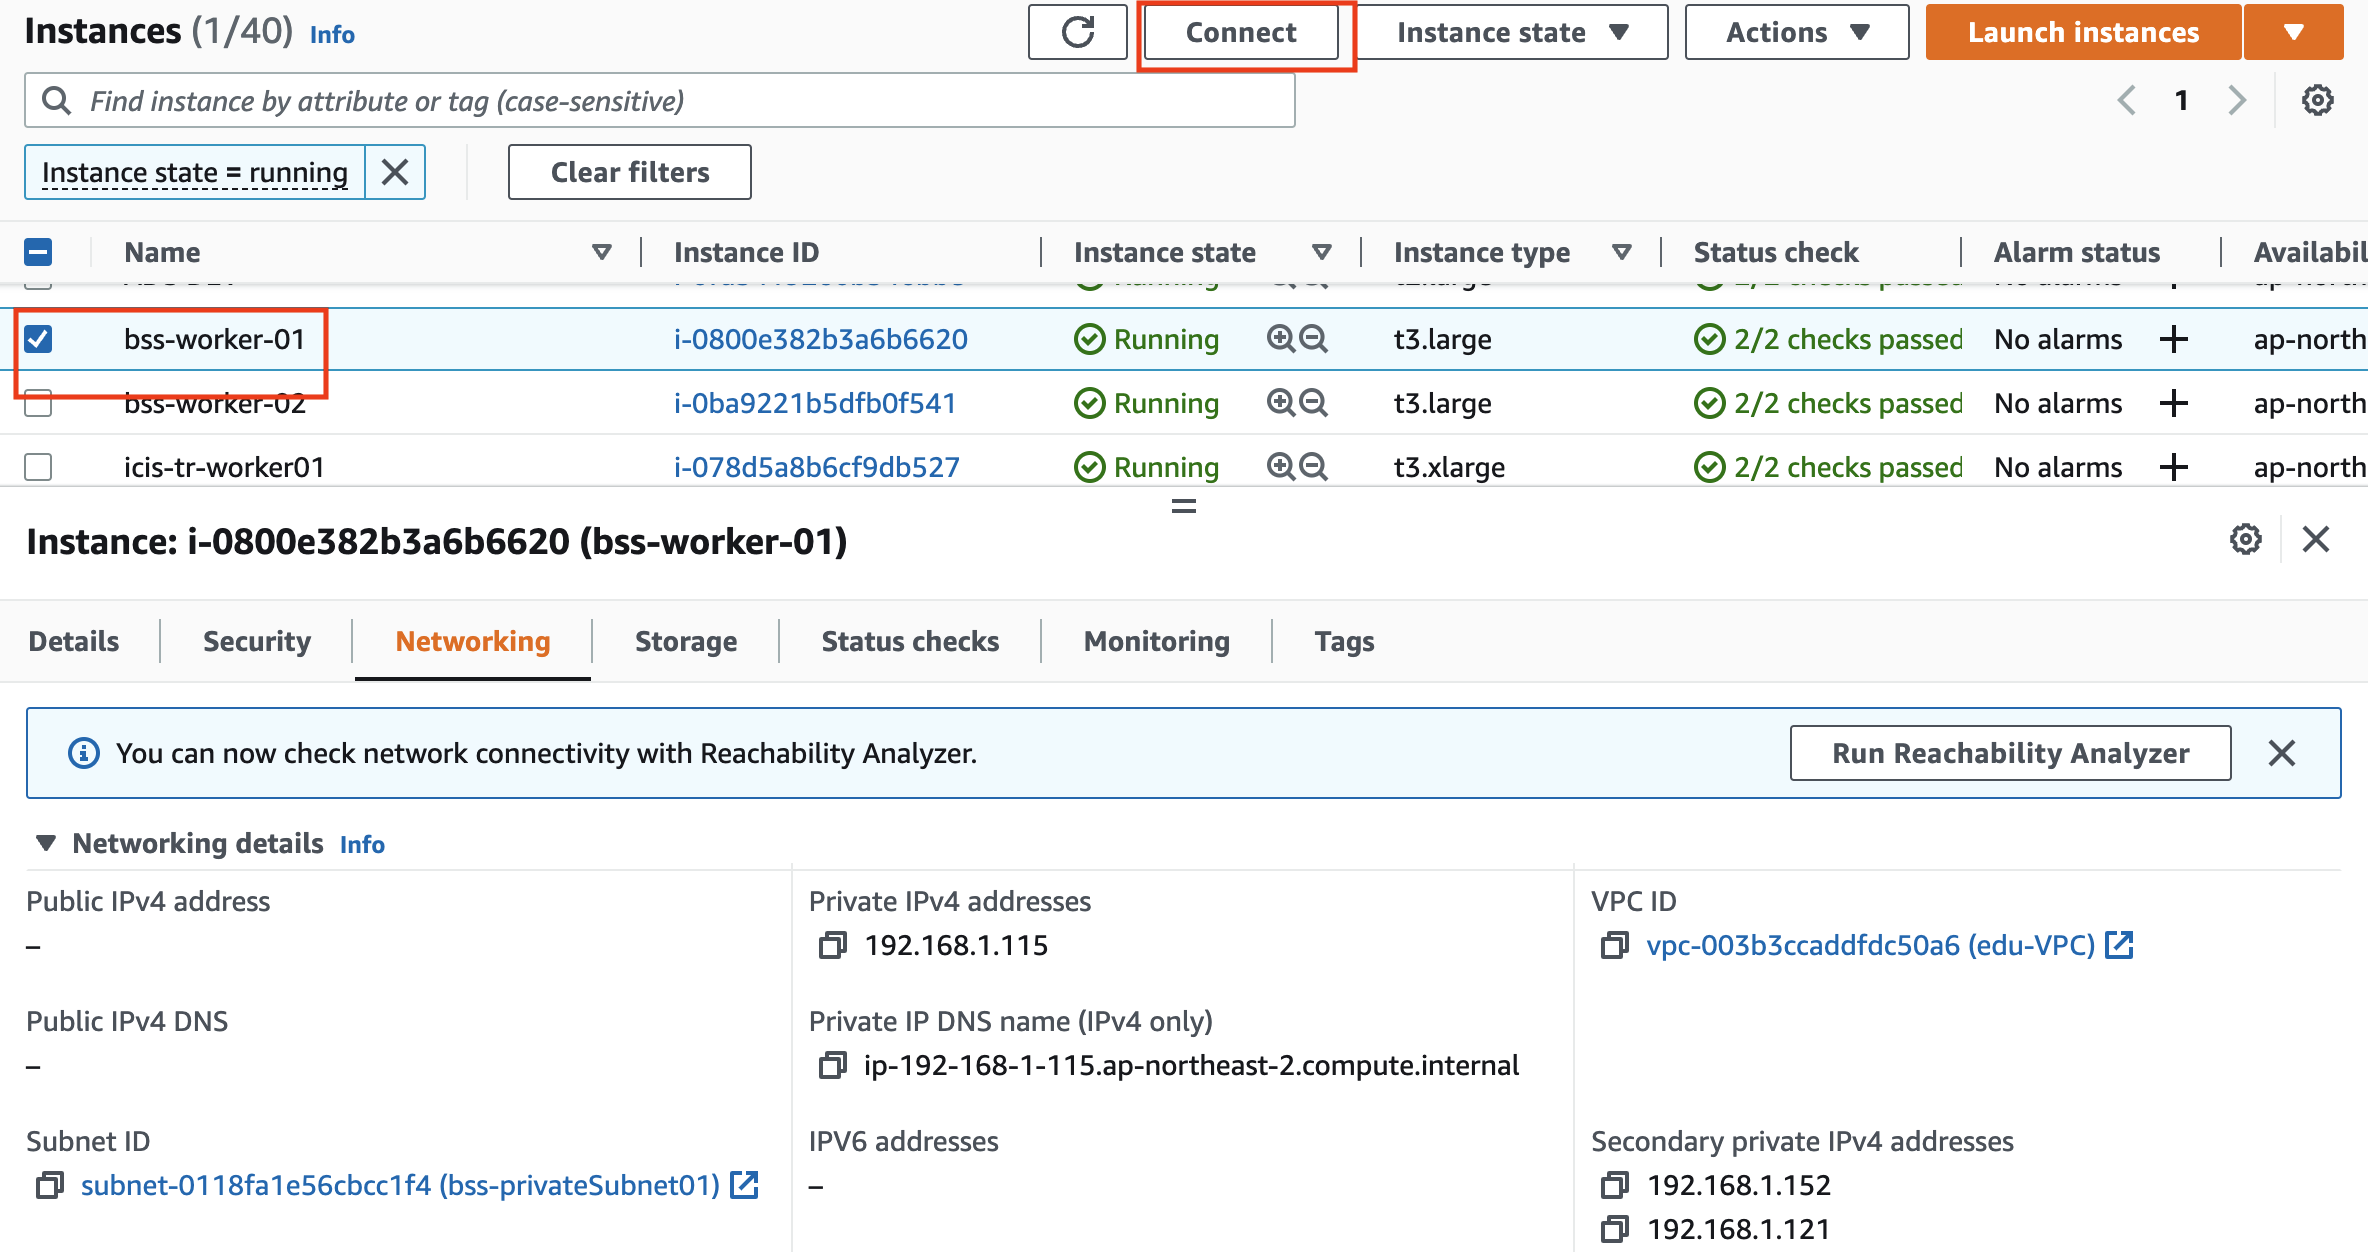 Instances (1/40) Info
Connect
Instance state
Actions
Launch instances
Find instance by attribute or tag (case-sensitive)
1
Instance state = running
Clear filters
Name Instance ID Instance state Instance type Status check Alarm status Availabil
bss-worker-01 i-0800e382b3a6b6620 Running t3.large 2/2 checks passed No alarms + ap-north
bss-worker-02 i-0ba9221b5dfb0f541 Running t3.large 2/2 checks passed No alarms + ap-north
icis-tr-worker01 i-078d5a8b6cf9db527 Running t3.xlarge 2/2 checks passed No alarms + ap-north
Instance: i-0800e382b3a6b6620 (bss-worker-01)
Details Security Networking Storage Status checks Monitoring Tags
You can now check network connectivity with Reachability Analyzer.
Run Reachability Analyzer
Networking details Info
Public IPv4 address
–
Private IPv4 addresses
192.168.1.115
VPC ID
vpc-003b3ccaddfdc50a6 (edu-VPC)
Public IPv4 DNS
–
Private IP DNS name (IPv4 only)
ip-192-168-1-115.ap-northeast-2.compute.internal
Subnet ID
subnet-0118fa1e56cbcc1f4 (bss-privateSubnet01)
IPV6 addresses
–
Secondary private IPv4 addresses
192.168.1.152
192.168.1.121